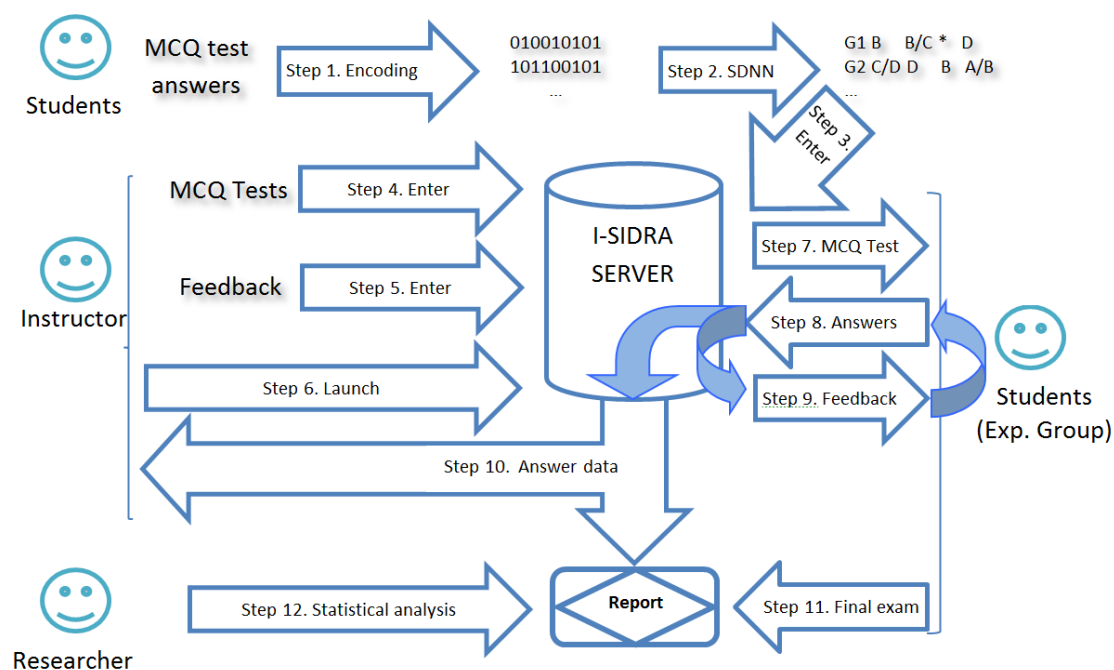 MCQ test
answers
Students
Step 1. Encoding
010010101
101100101
...
Step 2. SDNN
G1 B B/C * D
G2 C/D D B A/B
...
Step 3.
Enter
MCQ Tests
Step 4. Enter
I-SIDRA
SERVER
Step 7. MCQ Test
Feedback
Step 5. Enter
Instructor
Step 8. Answers
Step 6. Launch
Step 9. Feedback
Students
(Exp. Group)
Step 10. Answer data
Step 12. Statistical analysis
Report
Step 11. Final exam
Researcher